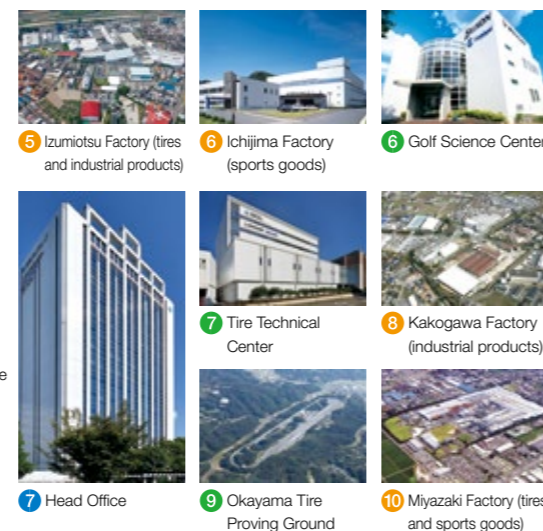 5 Izumiotsu Factory (tires
and industrial products)
6 Ichijima Factory
(sports goods)
6 Golf Science Center
7 Tire Technical
Center
8 Kakogawa Factory
(industrial products)
7 Head Office
9 Okayama Tire
Proving Ground
10 Miyazaki Factory (tires
and sports goods)